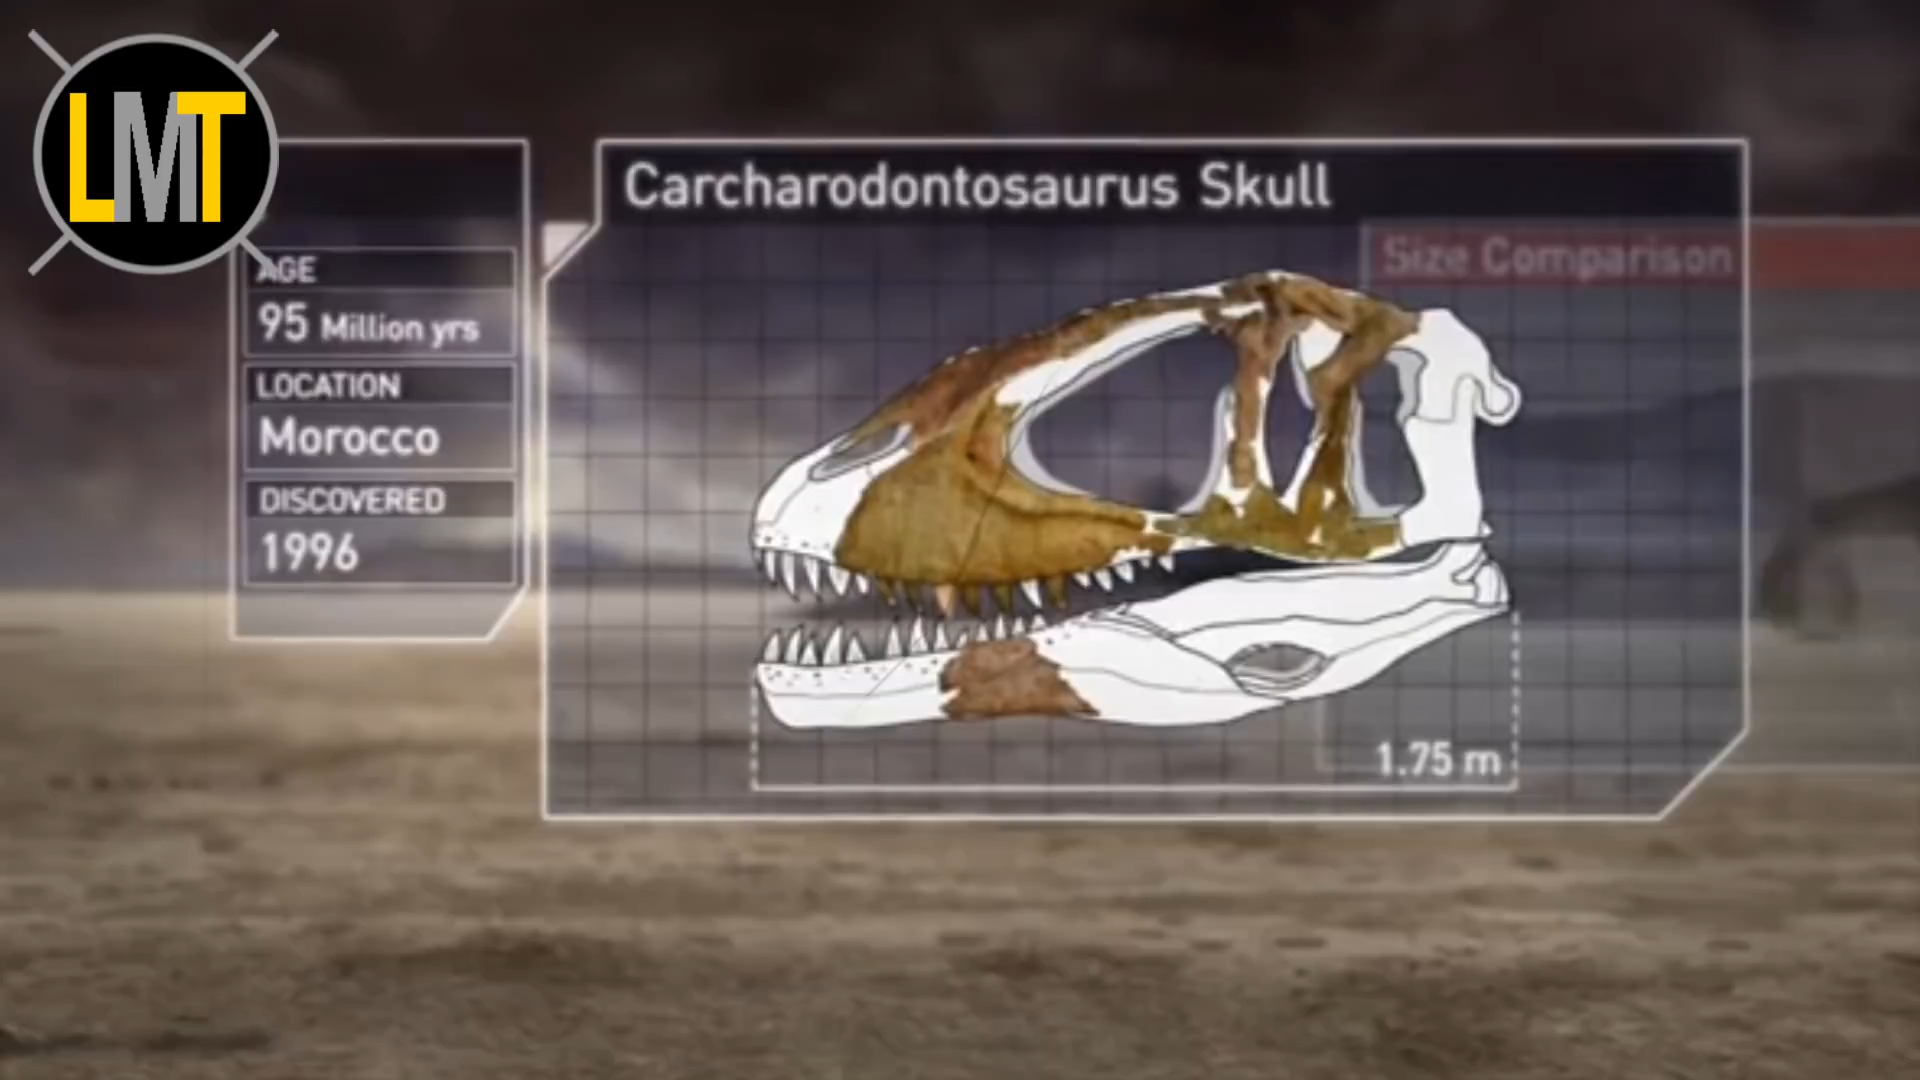 LMT
AGE
95 Million yrs
LOCATION
Morocco
DISCOVERED
1996
Carcharodontosaurus Skull
Size Comparison
1.75 m